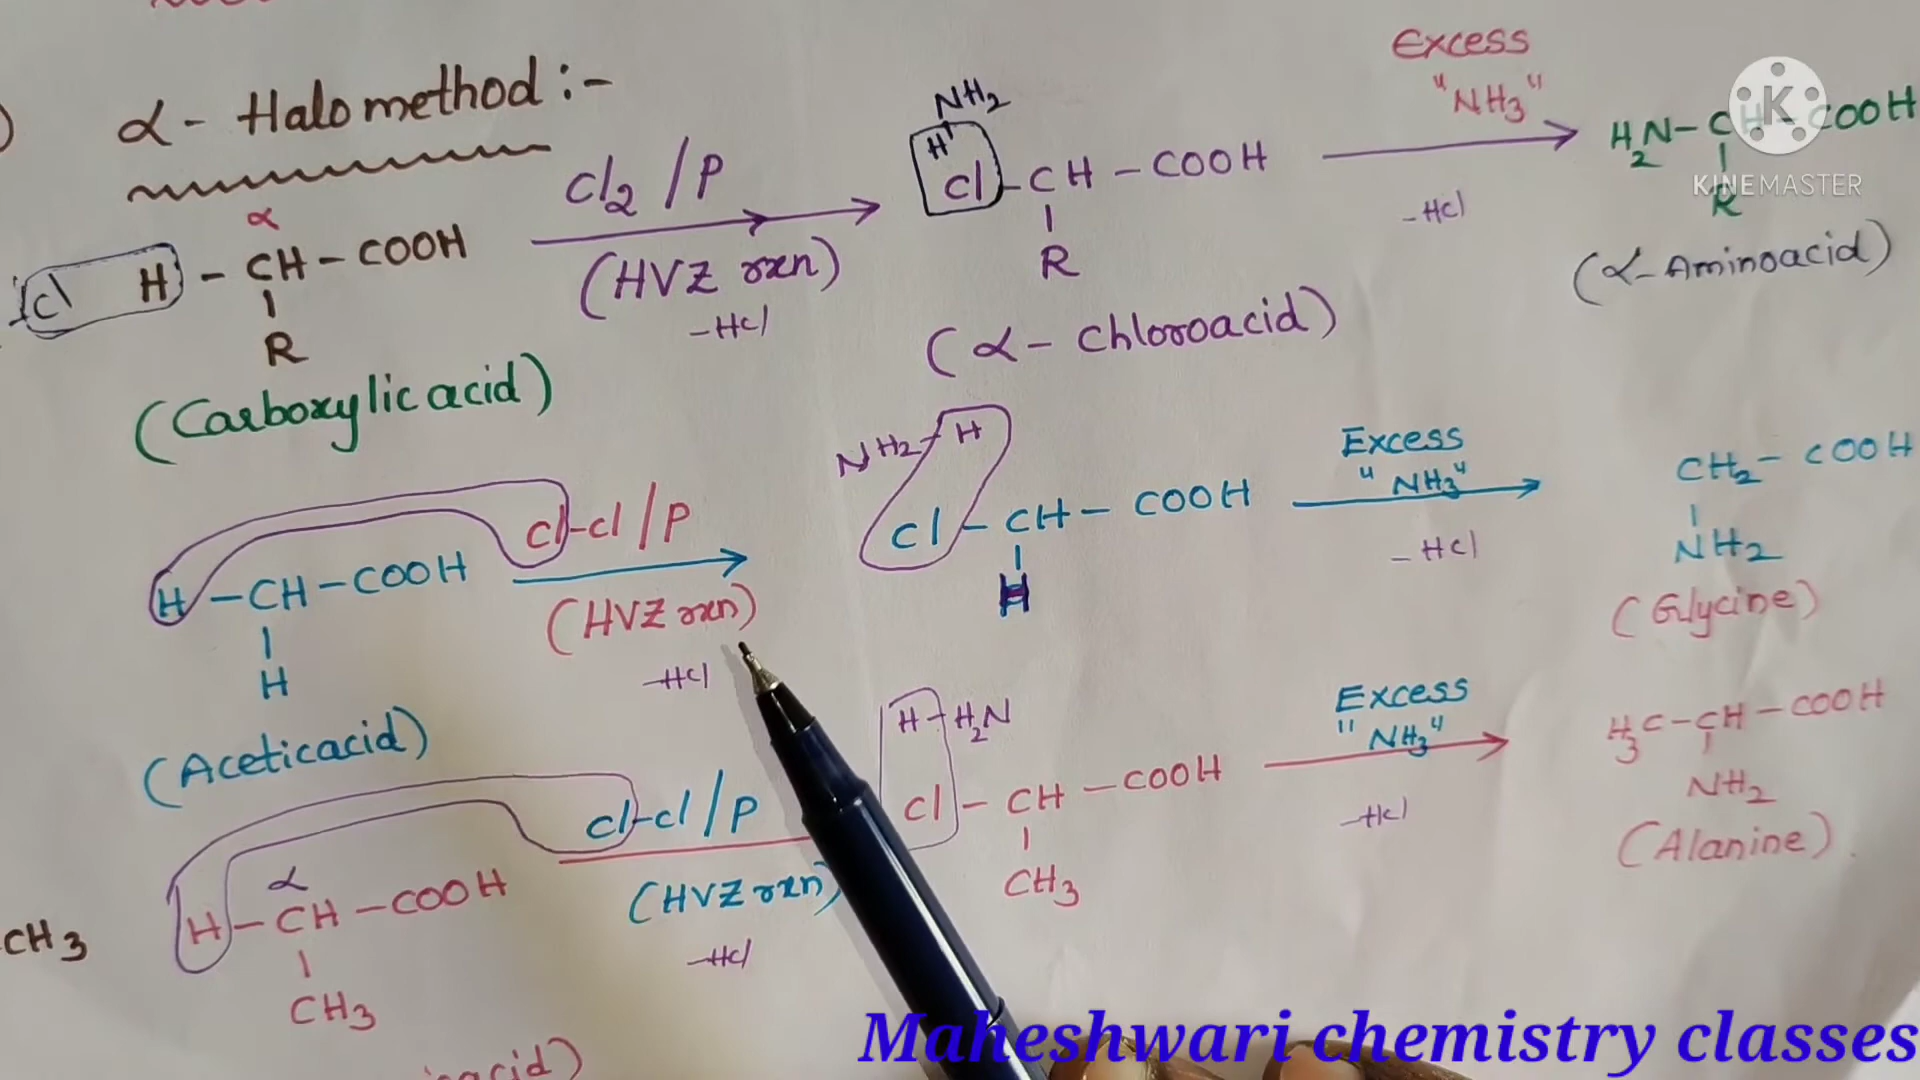 α - Halo method :-
NH2
Excess
"NH3"
H
Cl2 / P
Cl - CH - COOH
H2N - CH - COOH
KINEMASTER
-HCl
R
α
Cl H - CH - COOH
(HVZ rxn)
R
-HCl
R
(α-Aminoacid)
(α- chloroacid)
(Carboxylic acid)
NH2 - H
Excess
"NH3"
CH2 - COOH
Cl-Cl / P
Cl - CH - COOH
-HCl
NH2
H - CH - COOH
(HVZ rxn)
H
(Glycine)
H
-HCl
(Aceticacid)
H - H2N
Excess
"NH3"
H3C - CH - COOH
Cl-Cl / P
Cl - CH - COOH
-HCl
NH2
α
CH3
(Alanine)
H - CH - COOH
(HVZ rxn)
CH3
-HCl
CH3
acid)
Maheshwari chemistry classes